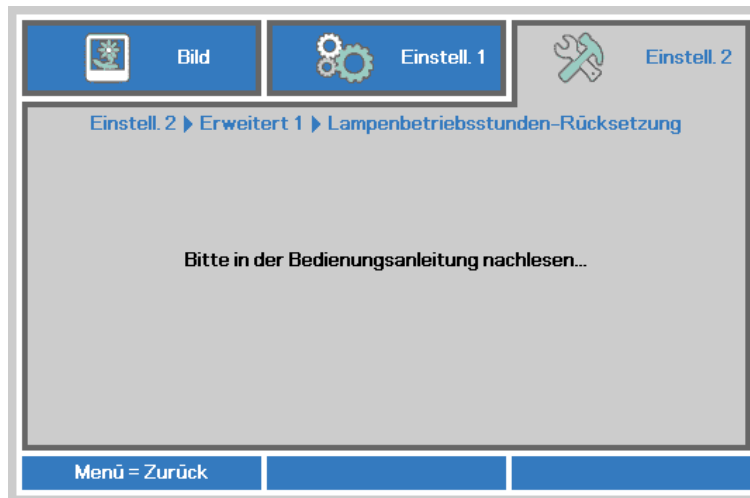 Bild
Einstell. 1
Einstell. 2
Einstell. 2 ▶ Erweitert 1 ▶ Lampenbetriebsstunden-Rücksetzung
Bitte in der Bedienungsanleitung nachlesen...
Menü = Zurück